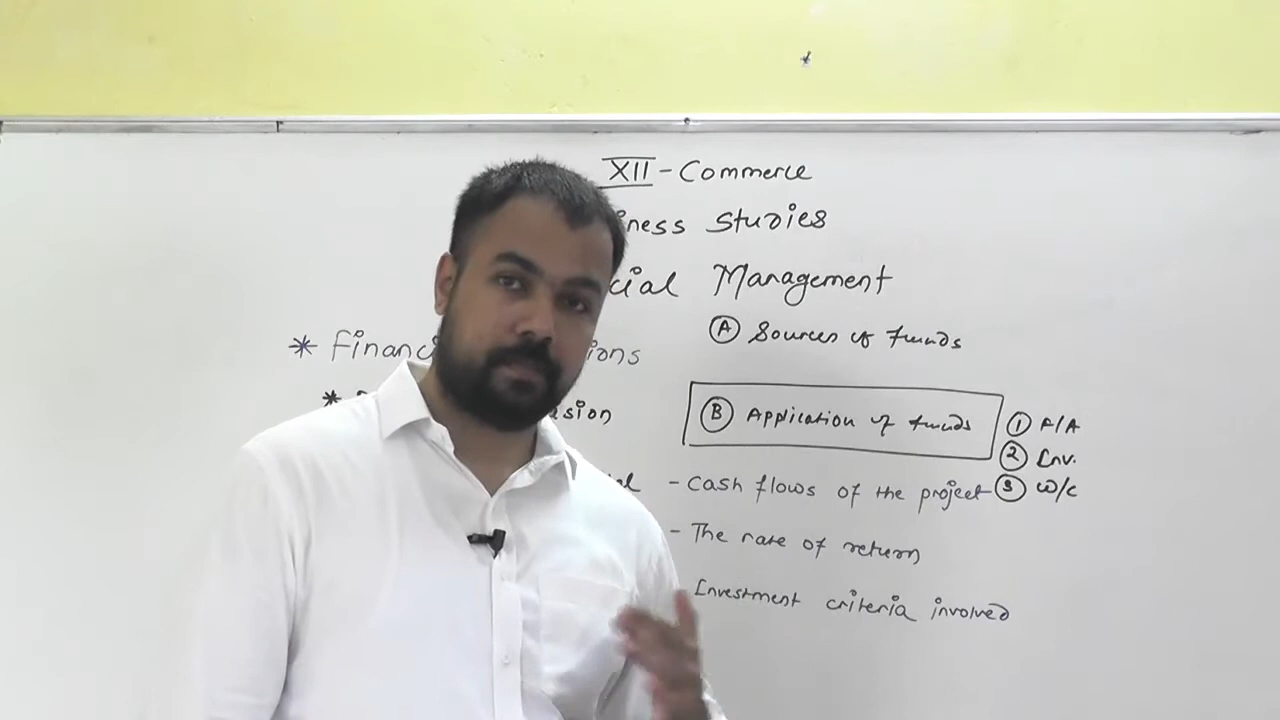 XII - Commerce
iness Studies
cial Management
A Sources of funds
* Financ ions
B Application of funds 1 F/A
* sion
2 Inv.
- Cash flows of the project 3 W/C
- The rate of return
- Investment criteria involved